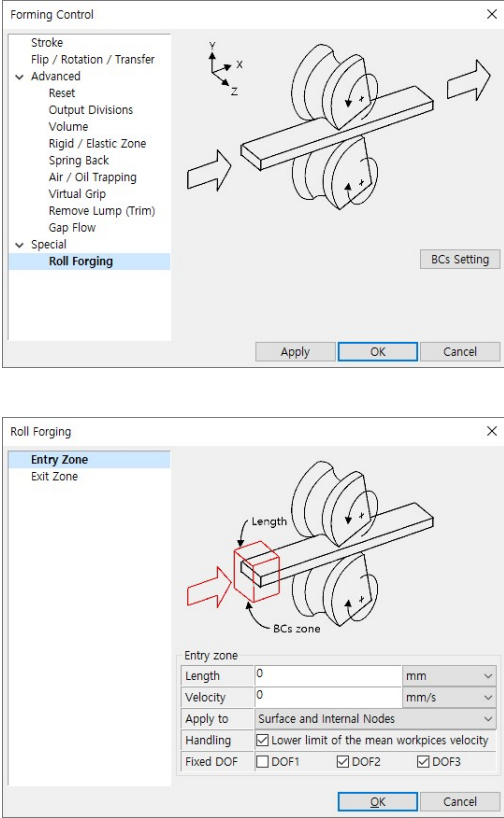 Forming Control
Stroke
Flip / Rotation / Transfer
Advanced
Reset
Output Divisions
Volume
Rigid / Elastic Zone
Spring Back
Air / Oil Trapping
Virtual Grip
Remove Lump (Trim)
Gap Flow
Special
Roll Forging
Y
X
Z
BCs Setting
Apply OK Cancel
Roll Forging
Entry Zone
Exit Zone
Length
BCs zone
Entry zone
Length 0 mm
Velocity 0 mm/s
Apply to Surface and Internal Nodes
Handling Lower limit of the mean workpices velocity
Fixed DOF DOF1 DOF2 DOF3
OK Cancel